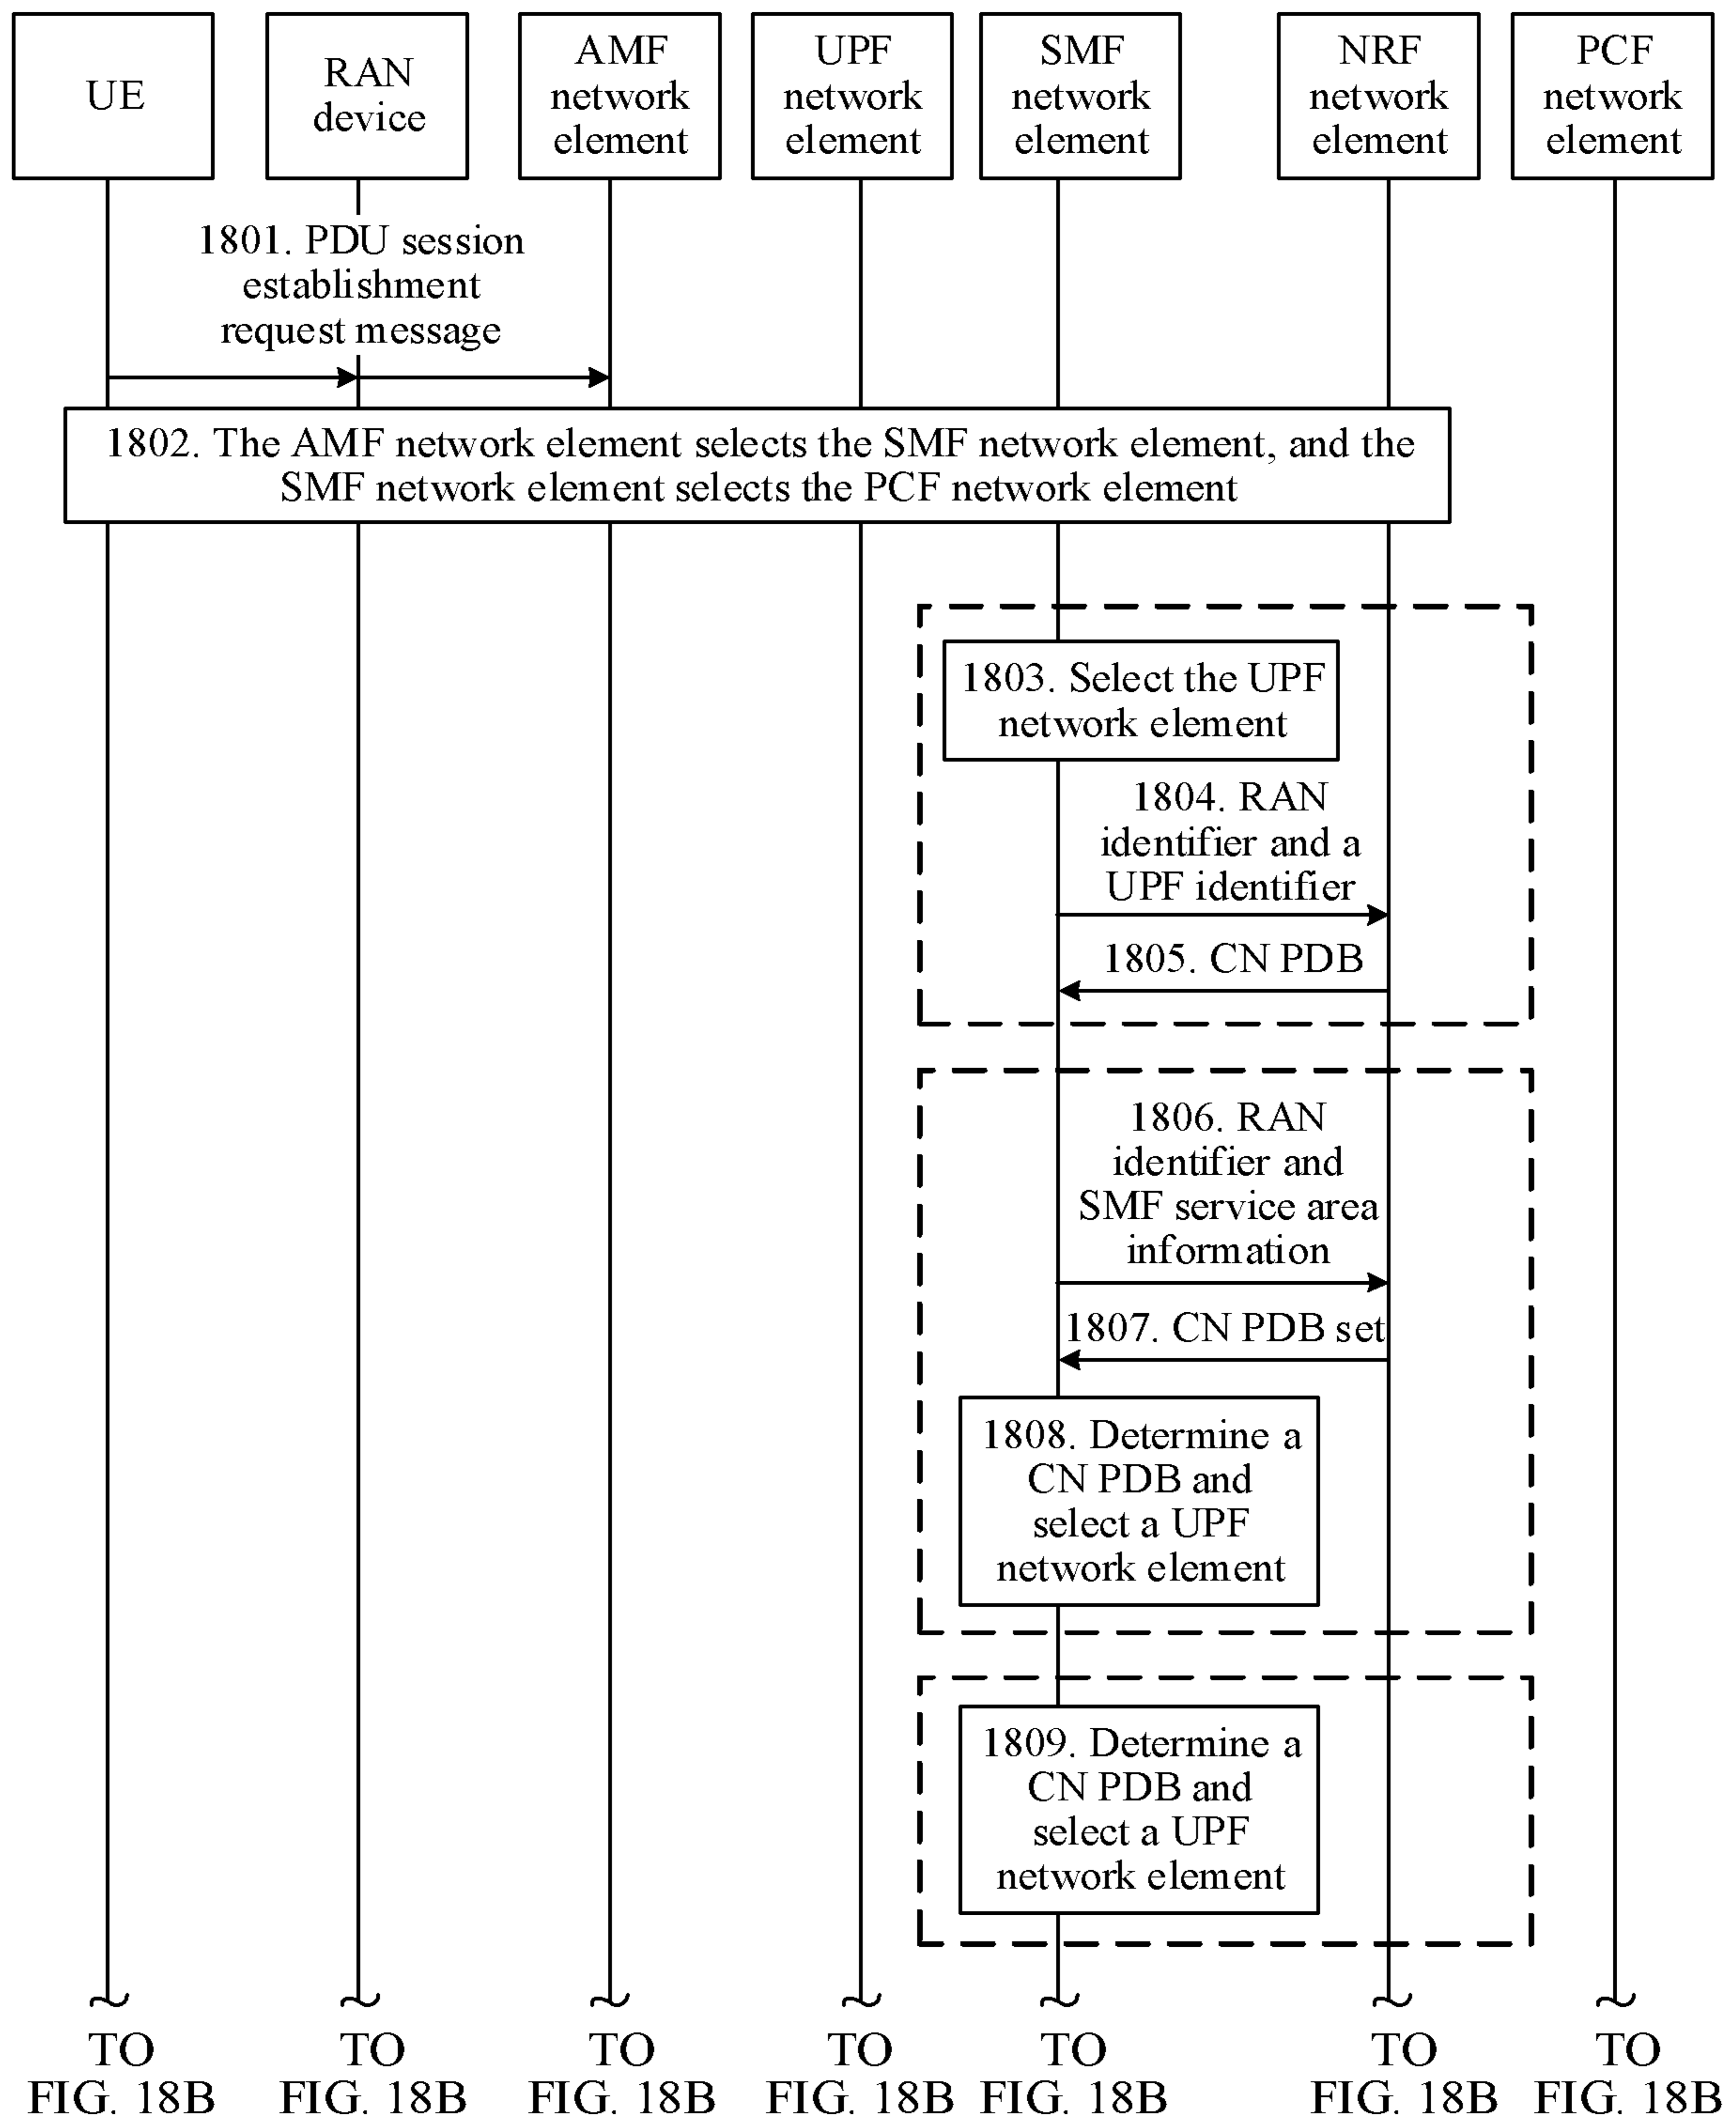 UE
RAN
device
AMF
network
element
UPF
network
element
SMF
network
element
NRF
network
element
PCF
network
element
1801. PDU session
establishment
request message
1802. The AMF network element selects the SMF network element, and the
SMF network element selects the PCF network element
1803. Select the UPF
network element
1804. RAN
identifier and a
UPF identifier
1805. CN PDB
1806. RAN
identifier and
SMF service area
information
1807. CN PDB set
1808. Determine a
CN PDB and
select a UPF
network element
1809. Determine a
CN PDB and
select a UPF
network element
TO
FIG. 18B
TO
FIG. 18B
TO
FIG. 18B
TO
FIG. 18B
TO
FIG. 18B
TO
FIG. 18B
TO
FIG. 18B